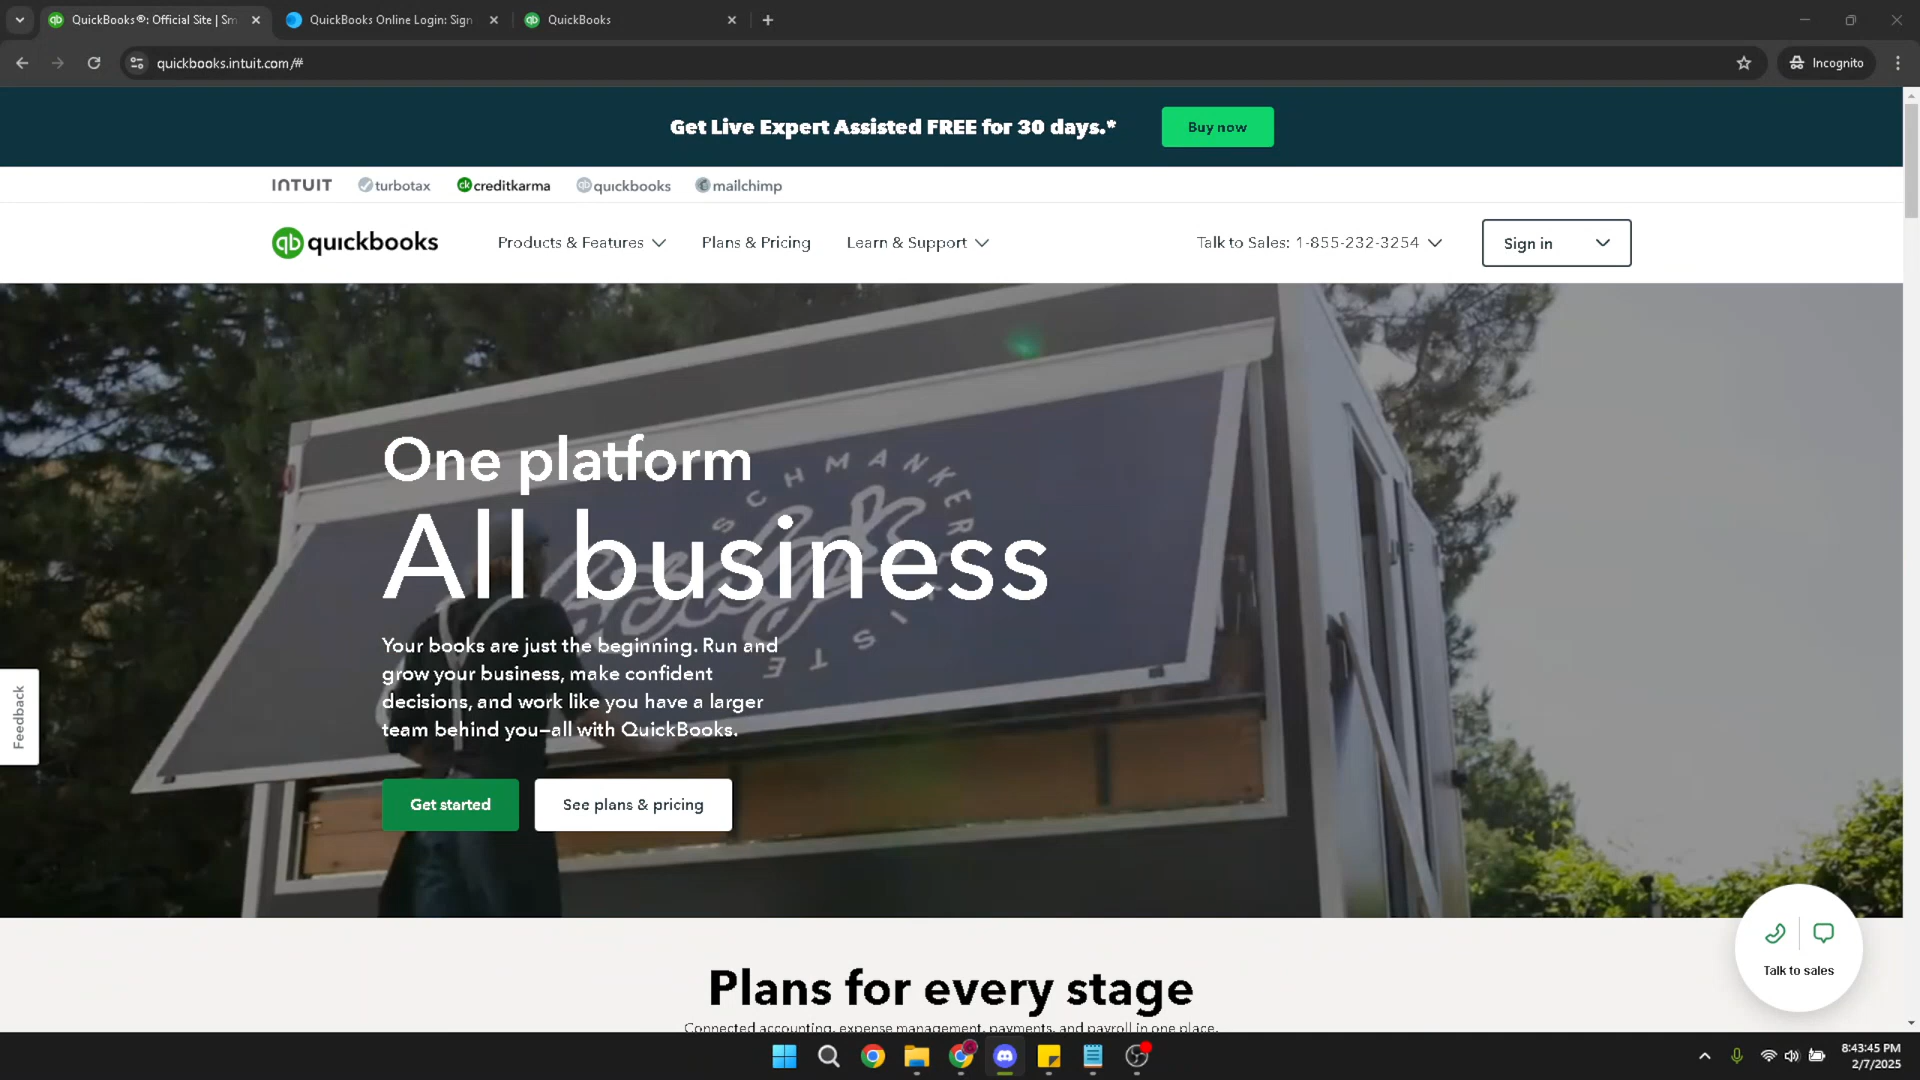 QuickBooks®: Official Site | Sm
QuickBooks Online Login: Sign
QuickBooks
quickbooks.intuit.com/#
Incognito
Get Live Expert Assisted FREE for 30 days.*
Buy now
INTUIT
turbotax
ck creditkarma
qb quickbooks
mailchimp
qb quickbooks
Products & Features
Plans & Pricing
Learn & Support
Talk to Sales: 1-855-232-3254
Sign in
SCHMANKER
ISTE
One platform
All business
Your books are just the beginning. Run and
grow your business, make confident
decisions, and work like you have a larger
team behind you—all with QuickBooks.
Feedback
Get started
See plans & pricing
Talk to sales
Plans for every stage
Connected accounting, expense management, payments, and payroll in one place.
8:43:45 PM
2/7/2025